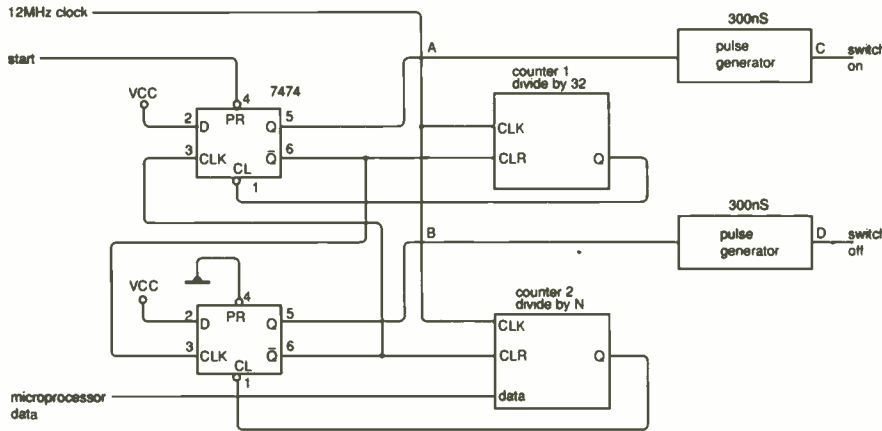 12MHz clock
start
VCC
4
7474
2
D
PR
Q
5
3
CLK
Q̄
6
CL
1
A
counter 1
divide by 32
CLK
CLR
Q
300nS
pulse
generator
C
switch
on
B
300nS
pulse
generator
D
switch
off
VCC
4
2
D
PR
Q
5
3
CLK
Q̄
6
CL
1
counter 2
divide by N
CLK
CLR
Q
data
microprocessor
data